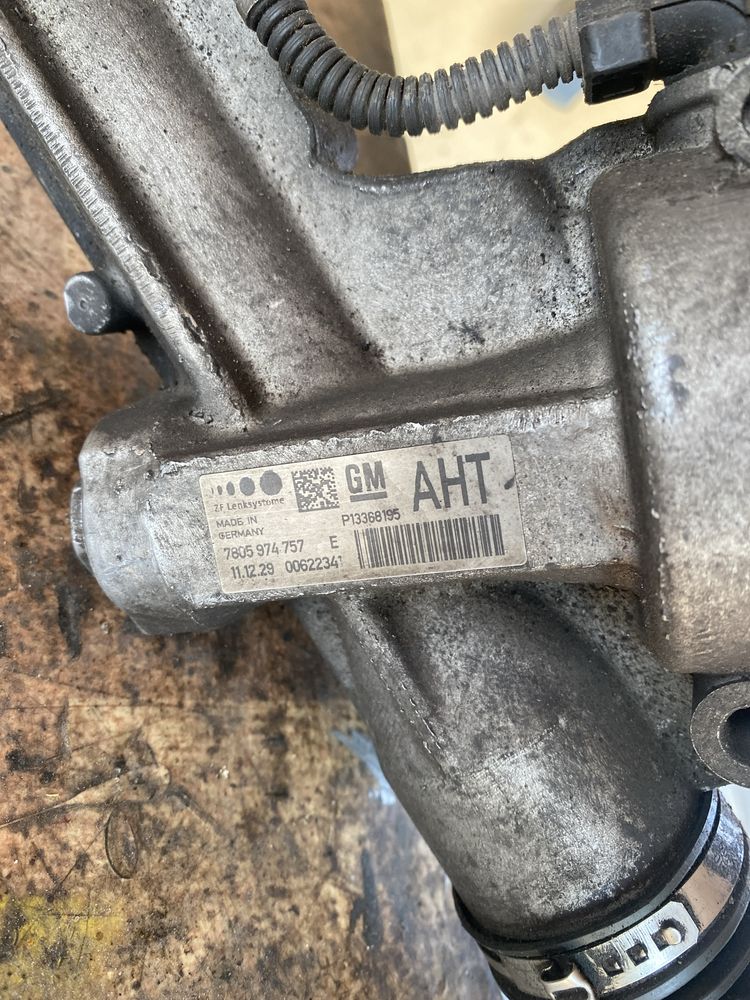 ZF Lenksysteme
GM
AHT
MADE IN
GERMANY
P13368195
7805 974 757 E
11.12.29 00622341